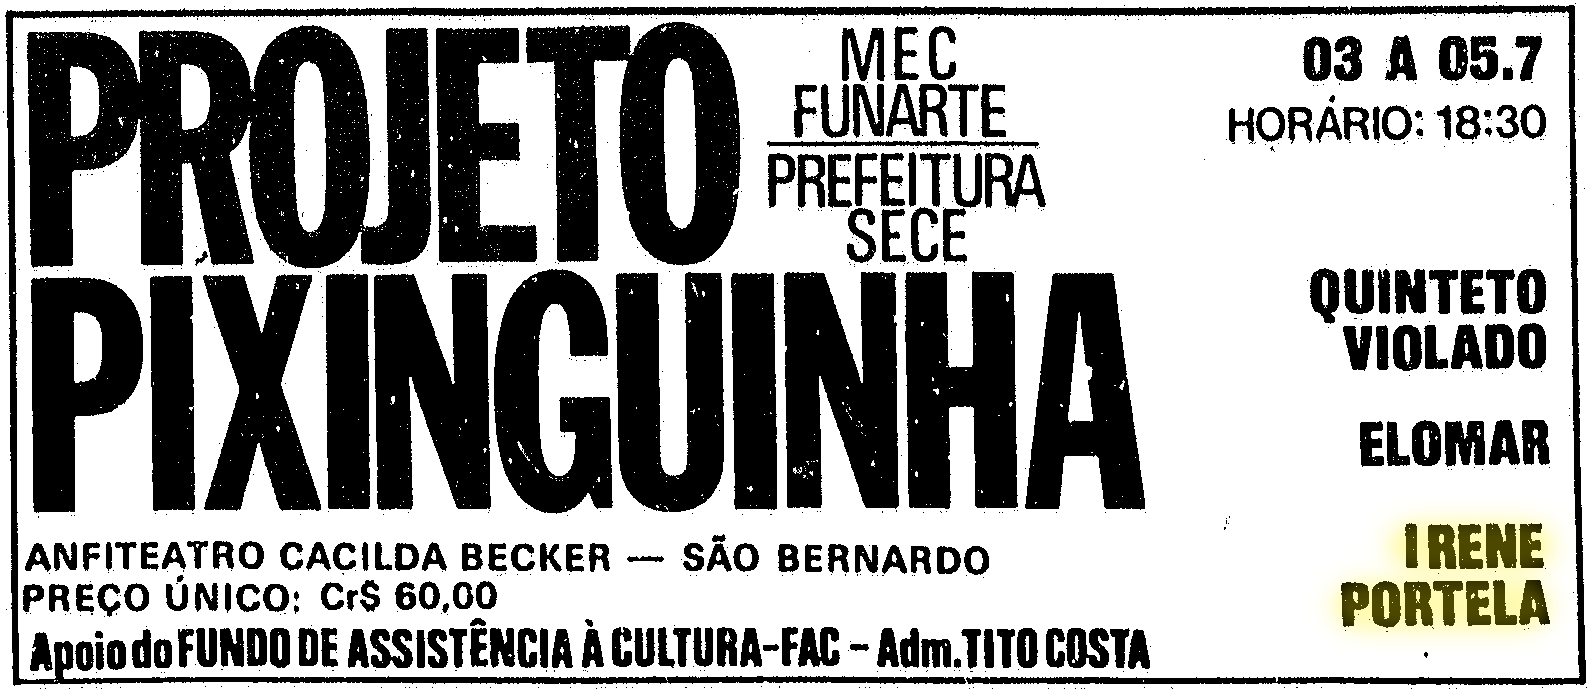 PROJETO
PIXINGUINHA
MEC
FUNARTE
PREFEITURA
SECE
03 A 05.7
HORÁRIO: 18:30
QUINTETO
VIOLADO
ELOMAR
IRENE
PORTELA
ANFITEATRO CACILDA BECKER — SÃO BERNARDO
PREÇO ÚNICO: Cr$ 60,00
Apoio do FUNDO DE ASSISTÊNCIA À CULTURA-FAC - Adm. TITO COSTA